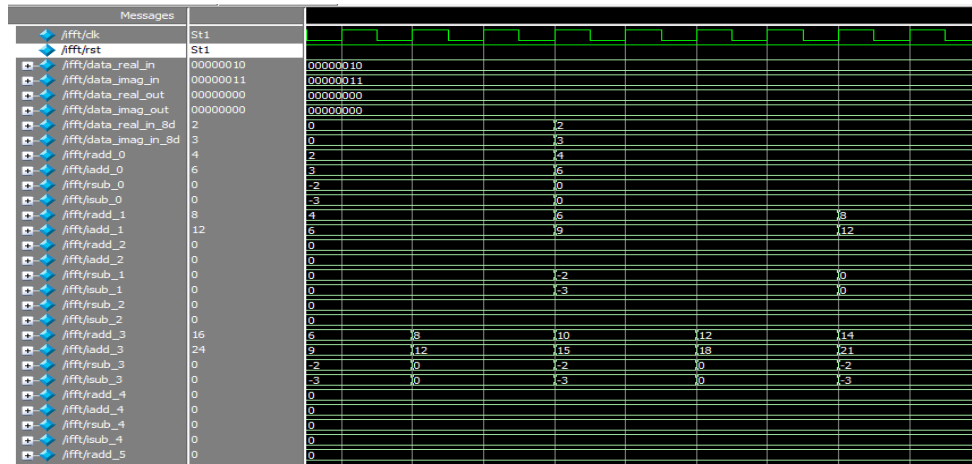 Messages
/ifft/clk St1
/ifft/rst St1
/ifft/data_real_in 00000010 00000010
/ifft/data_imag_in 00000011 00000011
/ifft/data_real_out 00000000 00000000
/ifft/data_imag_out 00000000 00000000
/ifft/data_real_in_8d 2 0 2
/ifft/data_imag_in_8d 3 0 3
/ifft/radd_0 4 2 4
/ifft/iadd_0 6 3 6
/ifft/rsub_0 0 -2 0
/ifft/isub_0 0 -3 0
/ifft/radd_1 8 4 6 8
/ifft/iadd_1 12 6 9 12
/ifft/radd_2 0 0
/ifft/iadd_2 0 0
/ifft/rsub_1 0 0 -2 0
/ifft/isub_1 0 0 -3 0
/ifft/rsub_2 0 0
/ifft/isub_2 0 0
/ifft/radd_3 16 6 8 10 12 14
/ifft/iadd_3 24 9 12 15 18 21
/ifft/rsub_3 0 -2 0 -2 0 -2
/ifft/isub_3 0 -3 0 -3 0 -3
/ifft/radd_4 0 0
/ifft/iadd_4 0 0
/ifft/rsub_4 0 0
/ifft/isub_4 0 0
/ifft/radd_5 0 0